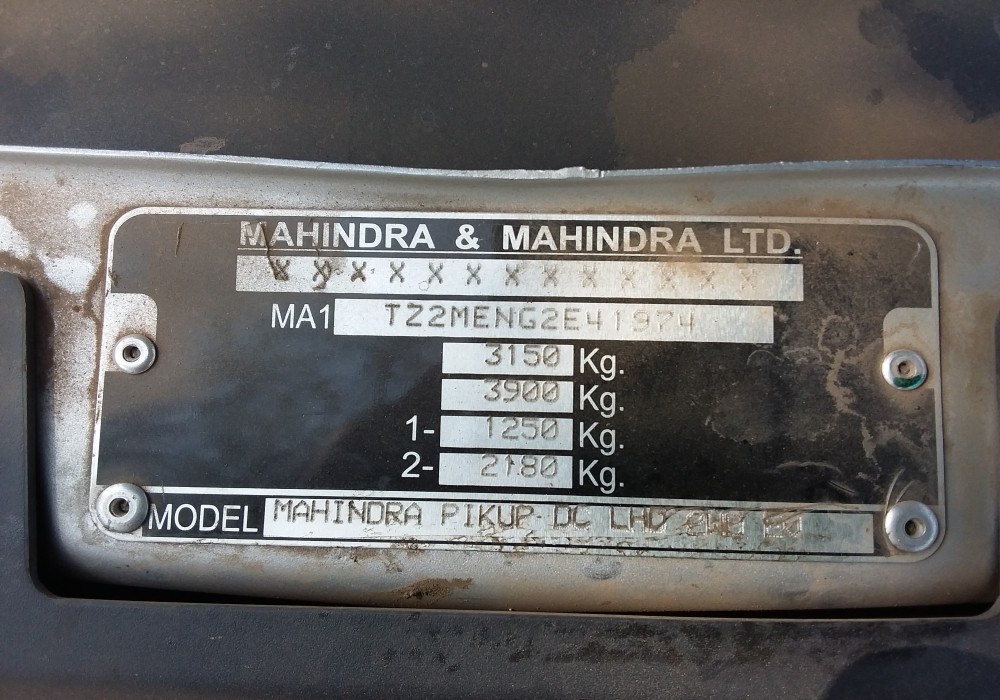 MAHINDRA & MAHINDRA LTD.
X X X X X X X X X X X X X
MA1 TZ2MENG2E41974
3150 Kg.
3900 Kg.
1- 1250 Kg.
2- 2180 Kg.
MODEL MAHINDRA PIKUP DC LHD